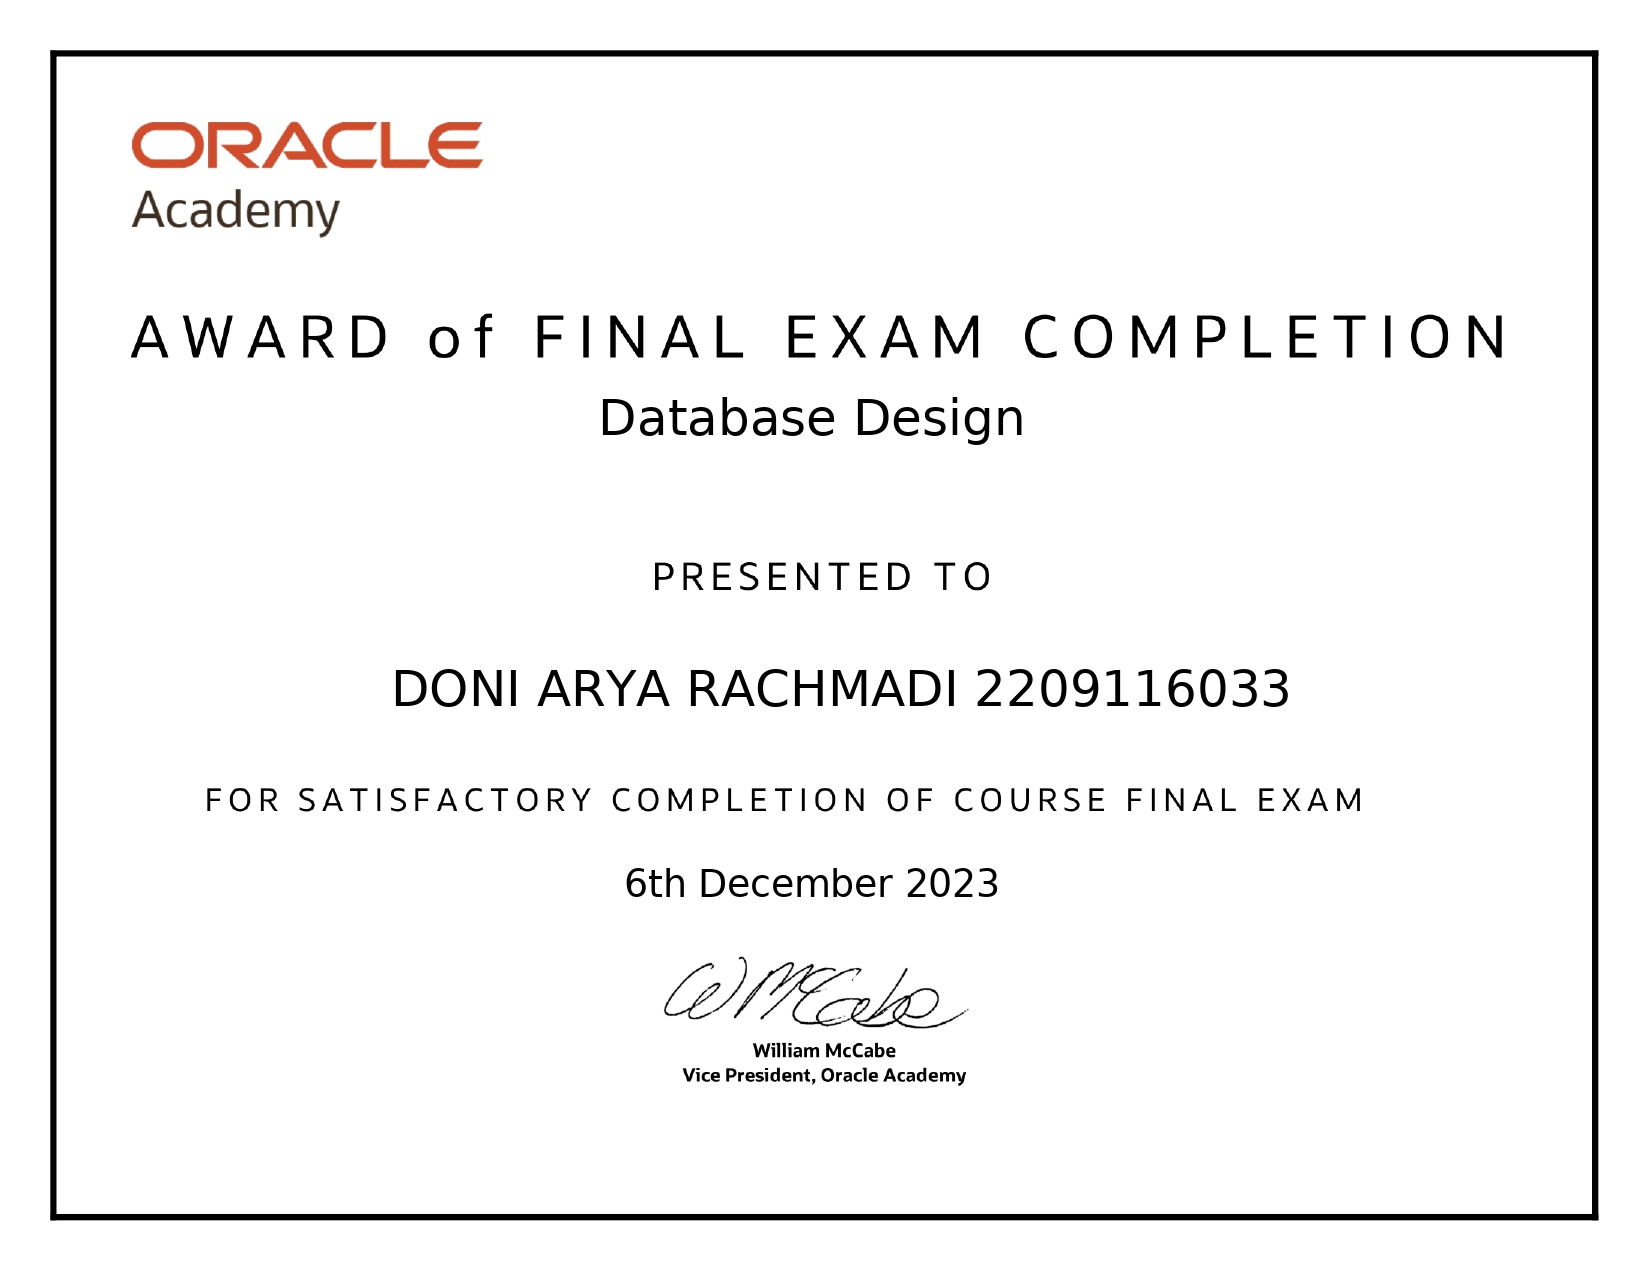 ORACLE
Academy
AWARD of FINAL EXAM COMPLETION
Database Design
PRESENTED TO
DONI ARYA RACHMADI 2209116033
FOR SATISFACTORY COMPLETION OF COURSE FINAL EXAM
6th December 2023
W McCabe
William McCabe
Vice President, Oracle Academy